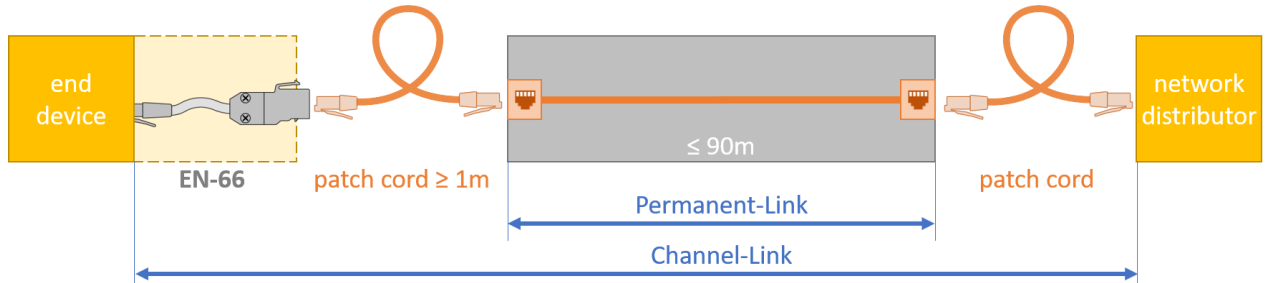 end
device
network
distributor
≤ 90m
EN-66
patch cord ≥ 1m
patch cord
Permanent-Link
Channel-Link